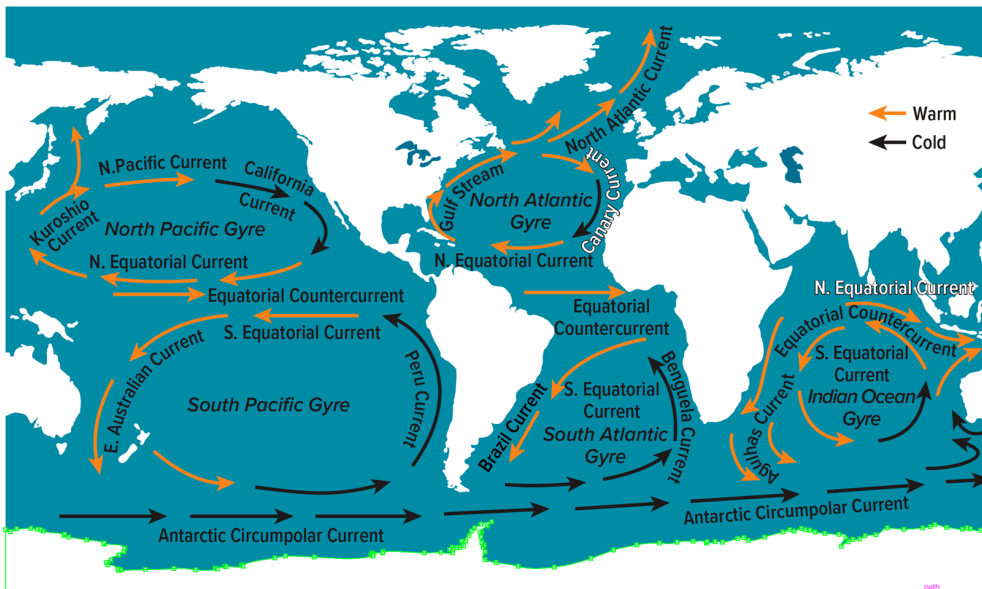 North Atlantic Current
Warm
Cold
N.Pacific Current
California
Current
Gulf Stream
North Atlantic
Gyre
Canary Current
Kuroshio
Current
North Pacific Gyre
N. Equatorial Current
N. Equatorial Current
N. Equatorial Current
Equatorial Countercurrent
Equatorial
Countercurrent
Equatorial Countercurrent
S. Equatorial Current
E. Australian Current
Peru Current
South Pacific Gyre
S. Equatorial
Current
South Atlantic
Gyre
Brazil Current
Benguela Current
S. Equatorial
Current
Indian Ocean
Gyre
Agulhas Current
Antarctic Circumpolar Current
Antarctic Circumpolar Current
path